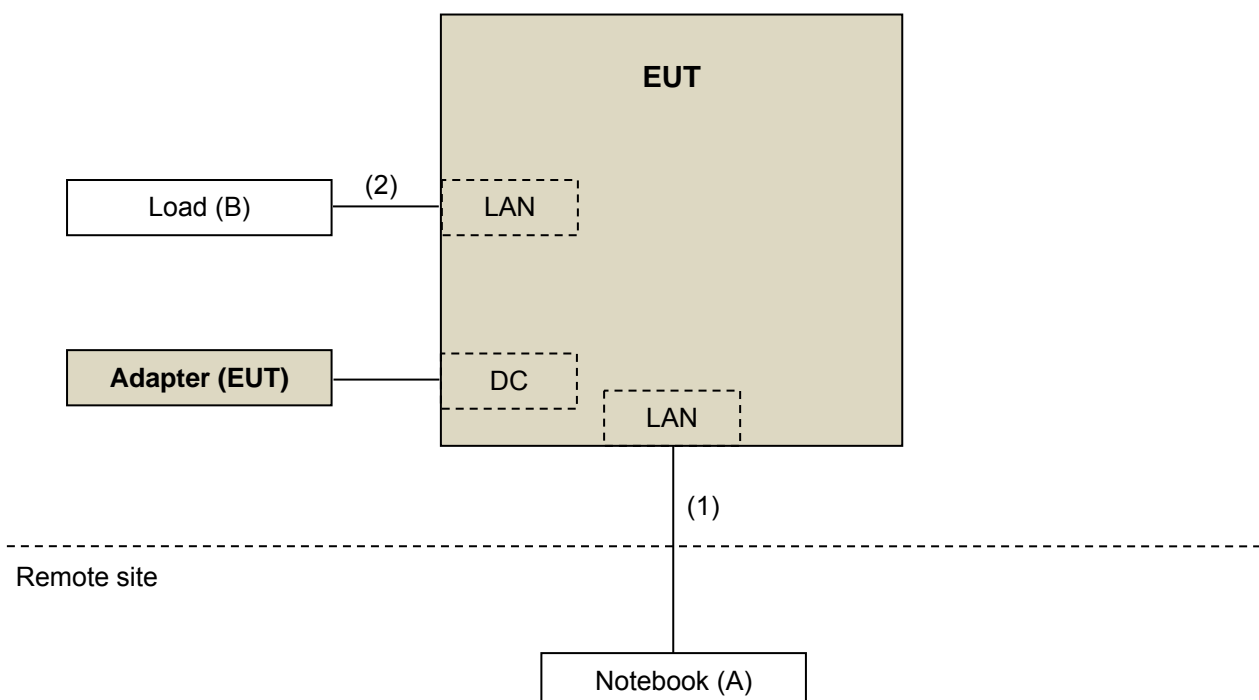 EUT
(2)
Load (B)
LAN
Adapter (EUT)
DC
LAN
(1)
Remote site
Notebook (A)